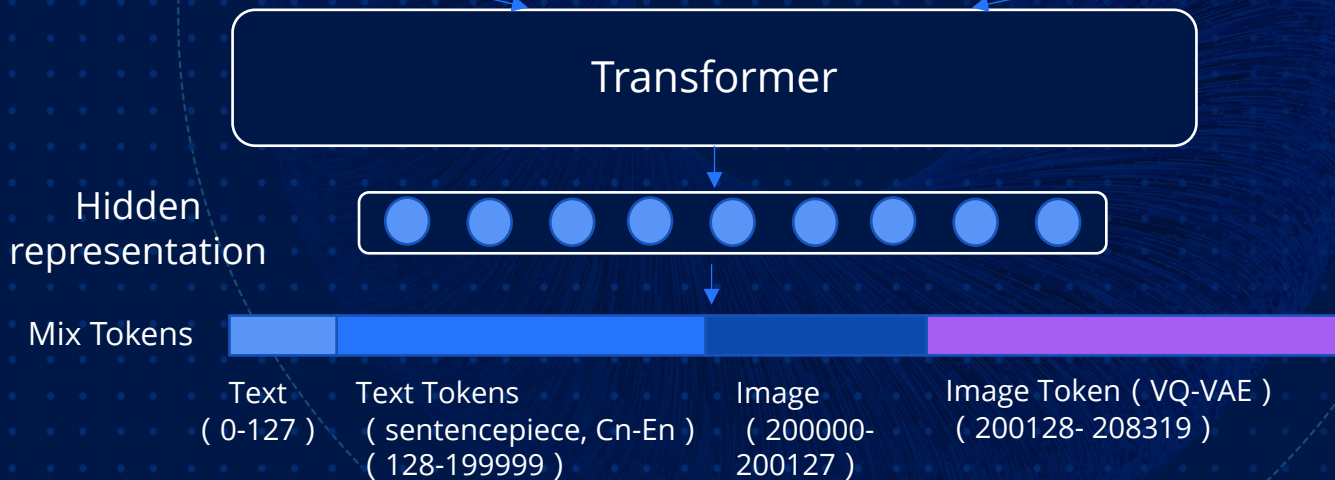 Transformer
Hidden
representation
Mix Tokens
Text
( 0-127 )
Text Tokens
( sentencepiece, Cn-En )
( 128-199999 )
Image
( 200000-
200127 )
Image Token ( VQ-VAE )
( 200128- 208319 )